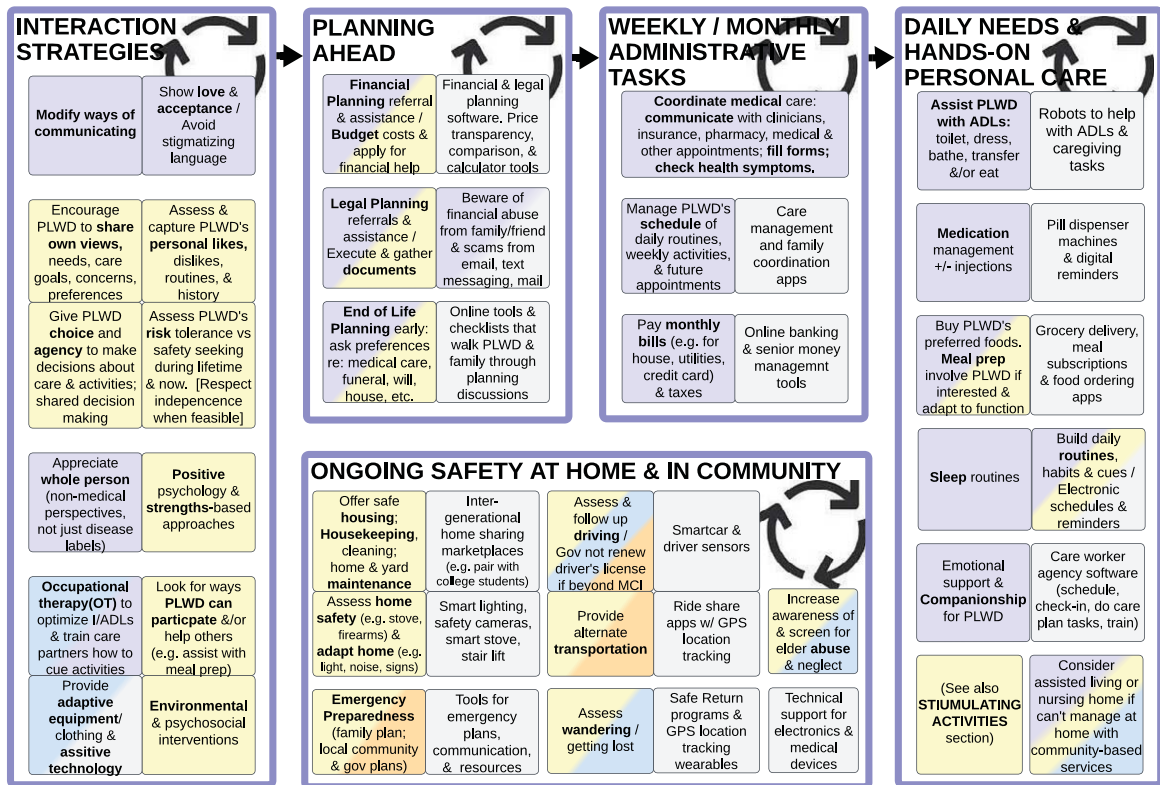 INTERACTION
STRATEGIES
Modify ways of
communicating
Show love &
acceptance /
Avoid
stigmatizing
language
Encourage
PLWD to share
own views,
needs, care
goals, concerns,
preferences
Assess &
capture PLWD's
personal likes,
dislikes,
routines, &
history
Give PLWD
choice and
agency to make
decisions about
care & activities;
shared decision
making
Assess PLWD's
risk tolerance vs
safety seeking
during lifetime
& now. [Respect
indepencence
when feasible]
Appreciate
whole person
(non-medical
perspectives,
not just disease
labels)
Positive
psychology &
strengths-based
approaches
Occupational
therapy(OT) to
optimize I/ADLs
& train care
partners how to
cue activities
Look for ways
PLWD can
particpate &/or
help others
(e.g. assist with
meal prep)
Provide
adaptive
equipment/
clothing &
assitive
technology
Environmental
& psychosocial
interventions
PLANNING
AHEAD
Financial
Planning referral
& assistance /
Budget costs &
apply for
financial help
Financial & legal
planning
software. Price
transparency,
comparison, &
calculator tools
Legal Planning
referrals &
assistance /
Execute & gather
documents
Beware of
financial abuse
from family/friend
& scams from
email, text
messaging, mail
End of Life
Planning early:
ask preferences
re: medical care,
funeral, will,
house, etc.
Online tools &
checklists that
walk PLWD &
family through
planning
discussions
WEEKLY / MONTHLY
ADMINISTRATIVE
TASKS
Coordinate medical care:
communicate with clinicians,
insurance, pharmacy, medical &
other appointments; fill forms;
check health symptoms.
Manage PLWD's
schedule of
daily routines,
weekly activities,
& future
appointments
Care
management
and family
coordination
apps
Pay monthly
bills (e.g. for
house, utilities,
credit card)
& taxes
Online banking
& senior money
managemnt
tools
ONGOING SAFETY AT HOME & IN COMMUNITY
Offer safe
housing;
Housekeeping,
cleaning;
home & yard
maintenance
Inter-
generational
home sharing
marketplaces
(e.g. pair with
college students)
Assess &
follow up
driving /
Gov not renew
driver's license
if beyond MCI
Smartcar &
driver sensors
Assess home
safety (e.g. stove,
firearms) &
adapt home (e.g.
light, noise, signs)
Smart lighting,
safety cameras,
smart stove,
stair lift
Provide
alternate
transportation
Ride share
apps w/ GPS
location
tracking
Increase
awareness of
& screen for
elder abuse
& neglect
Emergency
Preparedness
(family plan;
local community
& gov plans)
Tools for
emergency
plans,
communication,
& resources
Assess
wandering /
getting lost
Safe Return
programs &
GPS location
tracking
wearables
Technical
support for
electronics &
medical
devices
DAILY NEEDS &
HANDS-ON
PERSONAL CARE
Assist PLWD
with ADLs:
toilet, dress,
bathe, transfer
&/or eat
Robots to help
with ADLs &
caregiving
tasks
Medication
management
+/- injections
Pill dispenser
machines
& digital
reminders
Buy PLWD's
preferred foods.
Meal prep
involve PLWD if
interested &
adapt to function
Grocery delivery,
meal
subscriptions
& food ordering
apps
Sleep routines
Build daily
routines,
habits & cues /
Electronic
schedules &
reminders
Emotional
support &
Companionship
for PLWD
Care worker
agency software
(schedule,
check-in, do care
plan tasks, train)
(See also
STIUMULATING
ACTIVITIES
section)
Consider
assisted living or
nursing home if
can't manage at
home with
community-based
services